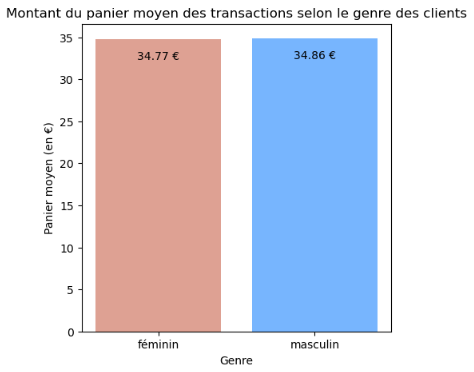 Montant du panier moyen des transactions selon le genre des clients
35
30
25
20
15
10
5
0
Panier moyen (en €)
34.77 €
34.86 €
féminin
masculin
Genre